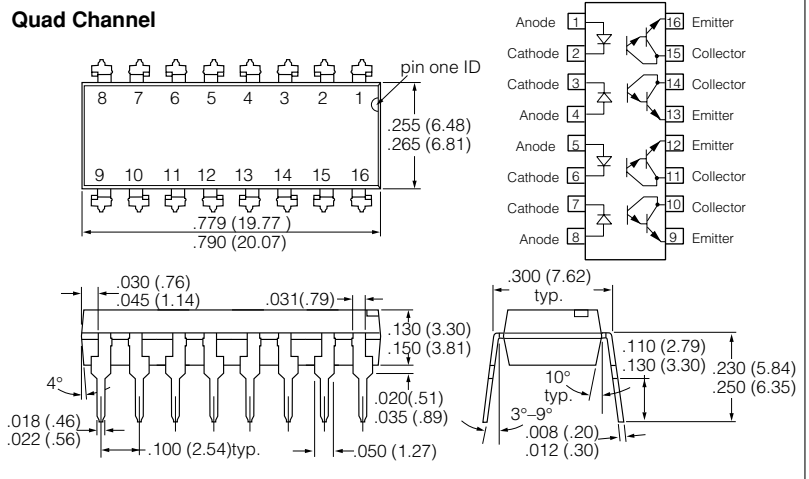 Quad Channel
pin one ID
8 7 6 5 4 3 2 1
9 10 11 12 13 14 15 16
.255 (6.48)
.265 (6.81)
.779 (19.77 )
.790 (20.07)
Anode 1 16 Emitter
Cathode 2 15 Collector
Cathode 3 14 Collector
Anode 4 13 Emitter
Anode 5 12 Emitter
Cathode 6 11 Collector
Cathode 7 10 Collector
Anode 8 9 Emitter
.030 (.76)
.045 (1.14)
.031(.79)
.130 (3.30)
.150 (3.81)
4°
.020(.51)
.035 (.89)
.018 (.46)
.022 (.56)
.100 (2.54)typ.
.050 (1.27)
.300 (7.62)
typ.
.110 (2.79)
.130 (3.30)
.230 (5.84)
.250 (6.35)
10°
typ.
3°–9°
.008 (.20)
.012 (.30)